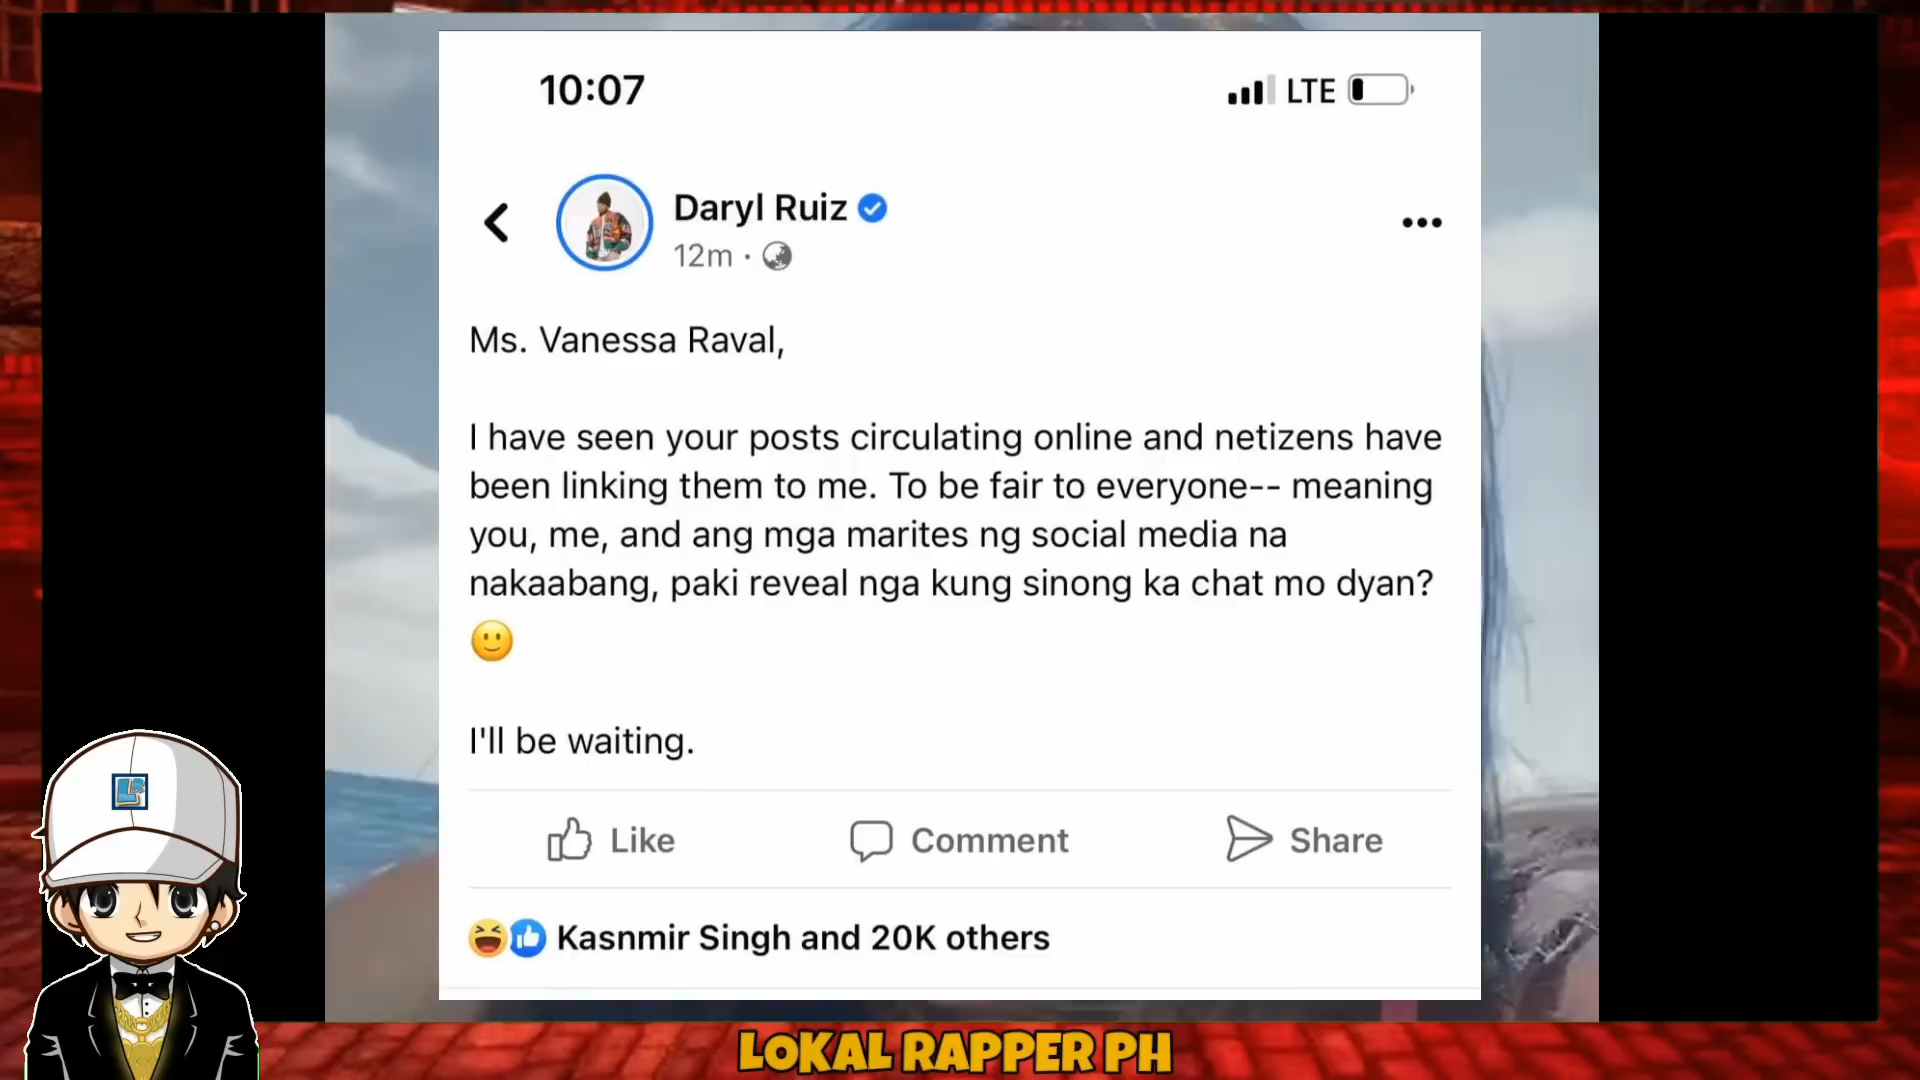 10:07
LTE
Daryl Ruiz
12m ·
Ms. Vanessa Raval,
I have seen your posts circulating online and netizens have
been linking them to me. To be fair to everyone-- meaning
you, me, and ang mga marites ng social media na
nakaabang, paki reveal nga kung sinong ka chat mo dyan?
🙂
I'll be waiting.
Like
Comment
Share
Kasnmir Singh and 20K others
LOKAL RAPPER PH